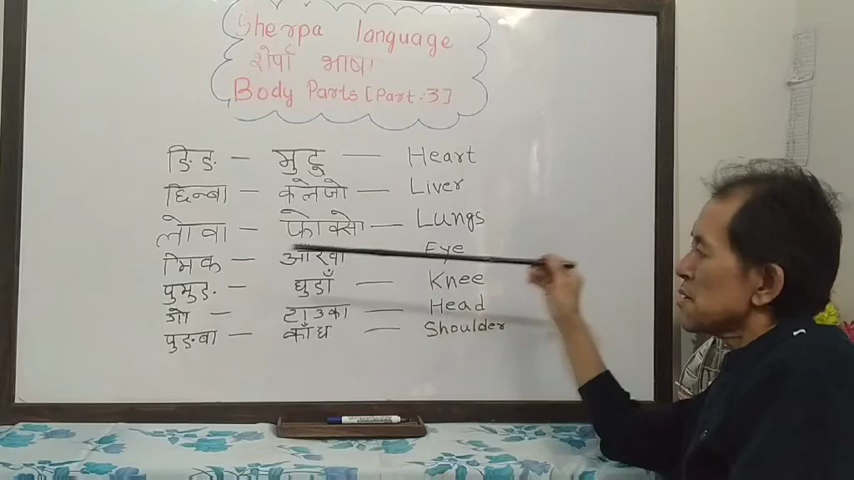 Sherpa language
शेर्पा भाषा
Body Parts [Part:3]
ङिङ — मुटु — Heart
छिन्बा — कलेजो — Liver
लोवा — फोक्सो — Lungs
मिक — आँखा Eye
पुमुङ — घुडाँ — Knee
गो — टाउको — Head
पुङबा — काँध — Shoulder